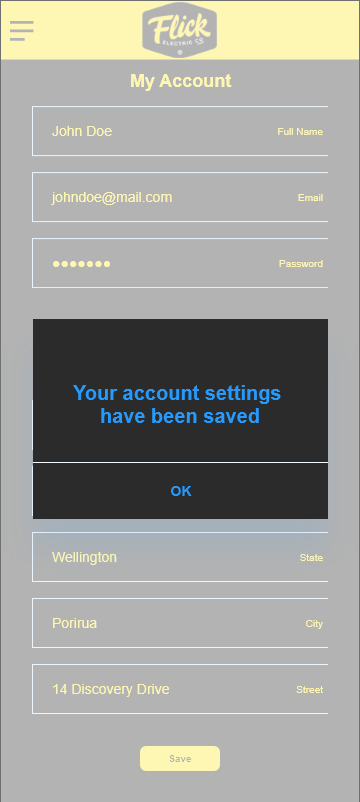 Flick
ELECTRIC CO
My Account
John Doe Full Name
johndoe@mail.com Email
••••••• Password
Your account settings
have been saved
OK
Wellington State
Porirua City
14 Discovery Drive Street
Save